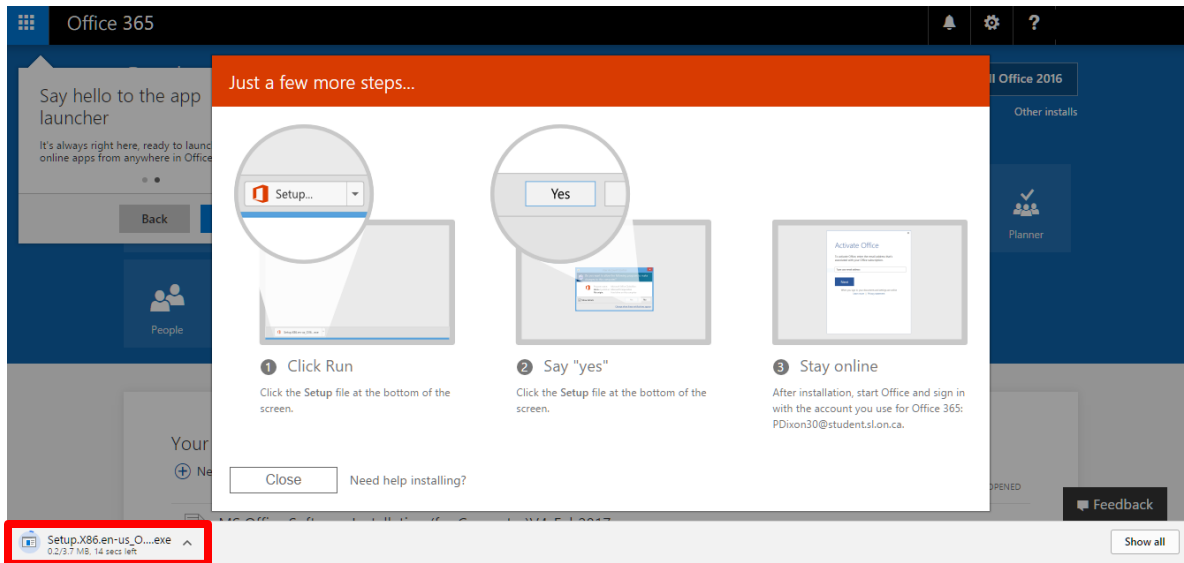 Office 365
?
Say hello to the app
launcher
It's always right here, ready to launc
online apps from anywhere in Office
Back
ll Office 2016
Other installs
Planner
People
Just a few more steps...
Setup...
Yes
Activate Office
1 Click Run
Click the Setup file at the bottom of the
screen.
2 Say "yes"
Click the Setup file at the bottom of the
screen.
3 Stay online
After installation, start Office and sign in
with the account you use for Office 365:
PDixon30@student.sl.on.ca.
Close
Need help installing?
Your
Ne
OPENED
Feedback
Setup.X86.en-us_O....exe
0.2/3.7 MB, 14 secs left
Show all